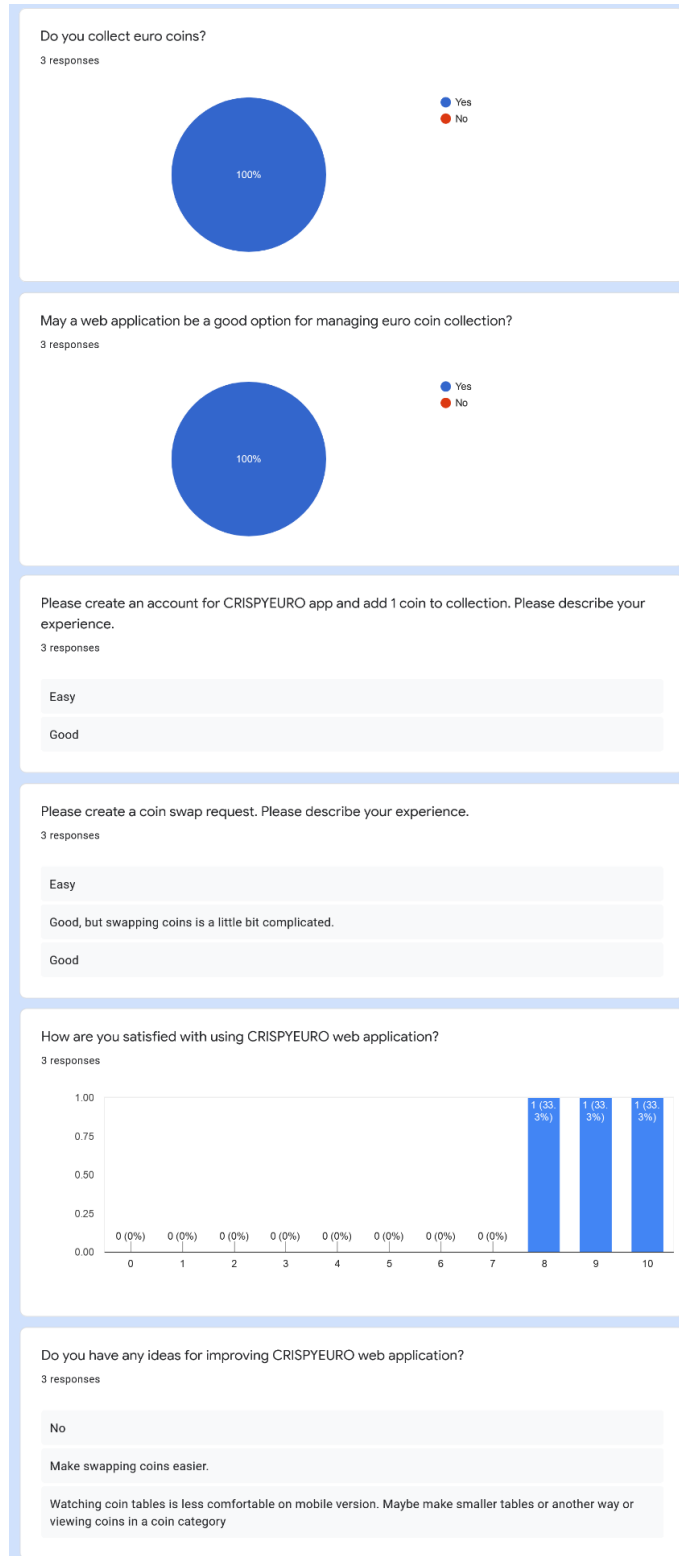 Do you collect euro coins?
3 responses
Yes
No
100%
May a web application be a good option for managing euro coin collection?
3 responses
Yes
No
100%
Please create an account for CRISPYEURO app and add 1 coin to collection. Please describe your
experience.
3 responses
Easy
Good
Please create a coin swap request. Please describe your experience.
3 responses
Easy
Good, but swapping coins is a little bit complicated.
Good
How are you satisfied with using CRISPYEURO web application?
3 responses
1.00
0.75
0.50
0.25
0.00
0 (0%) 0 (0%) 0 (0%) 0 (0%) 0 (0%) 0 (0%) 0 (0%) 0 (0%)
1 (33. 1 (33. 1 (33.
3%) 3%) 3%)
0 1 2 3 4 5 6 7 8 9 10
Do you have any ideas for improving CRISPYEURO web application?
3 responses
No
Make swapping coins easier.
Watching coin tables is less comfortable on mobile version. Maybe make smaller tables or another way or
viewing coins in a coin category